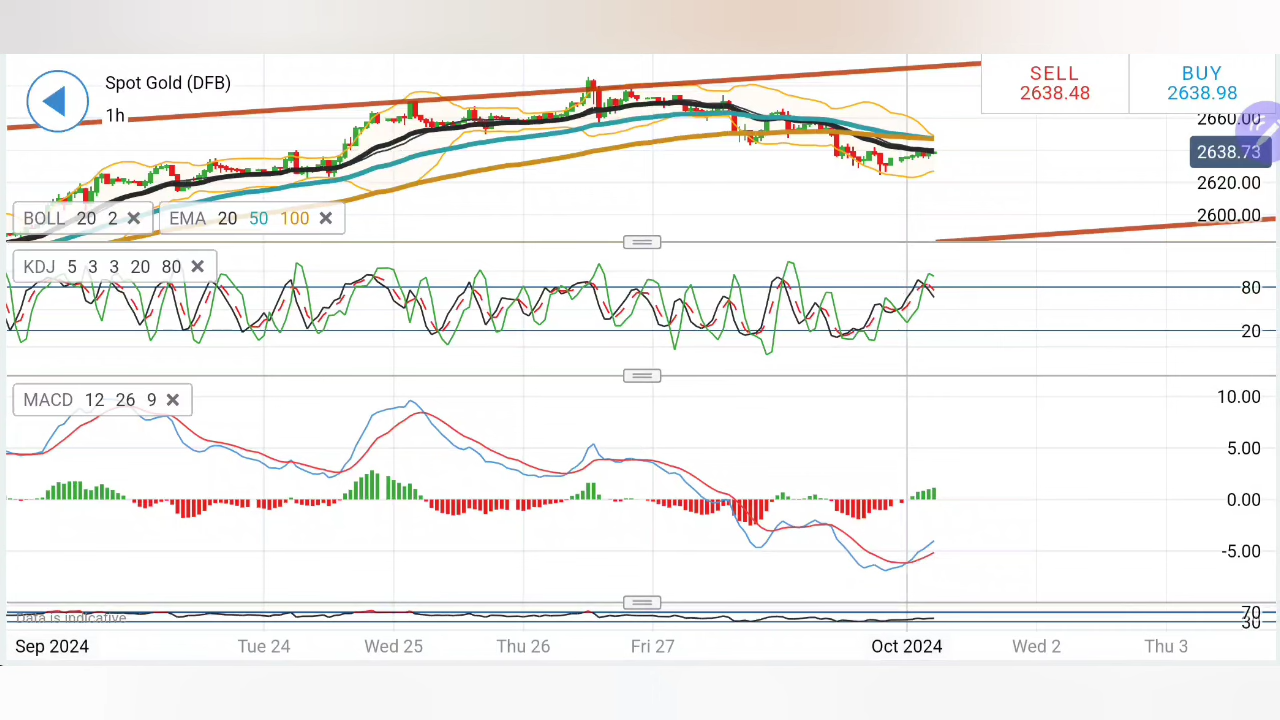 Spot Gold (DFB)
1h
SELL
2638.48
BUY
2638.98
2660.00
2638.73
2620.00
2600.00
BOLL 20 2
EMA 20 50 100
KDJ 5 3 3 20 80
80
20
MACD 12 26 9
10.00
5.00
0.00
-5.00
Data is indicative
70
30
Sep 2024 Tue 24 Wed 25 Thu 26 Fri 27 Oct 2024 Wed 2 Thu 3